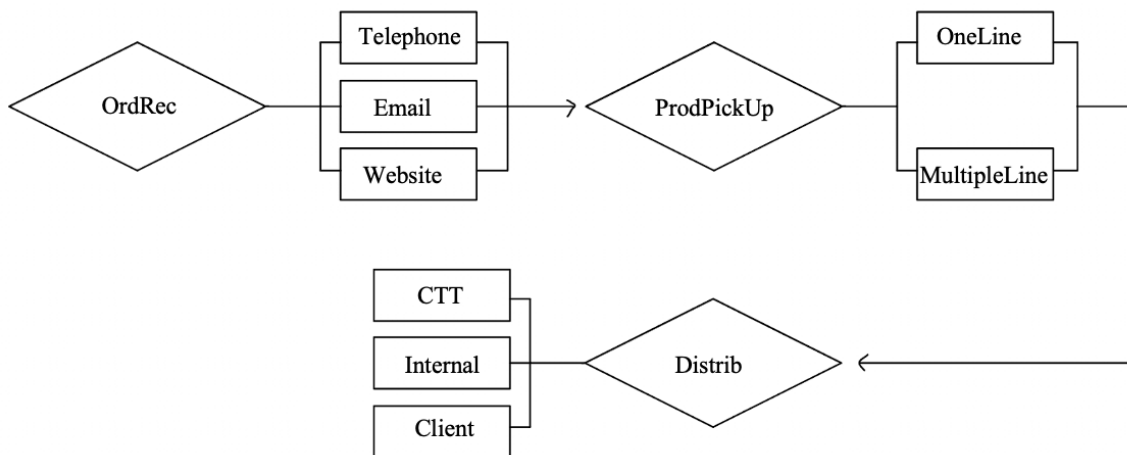 OrdRec
Telephone
Email
Website
ProdPickUp
OneLine
MultipleLine
CTT
Internal
Client
Distrib